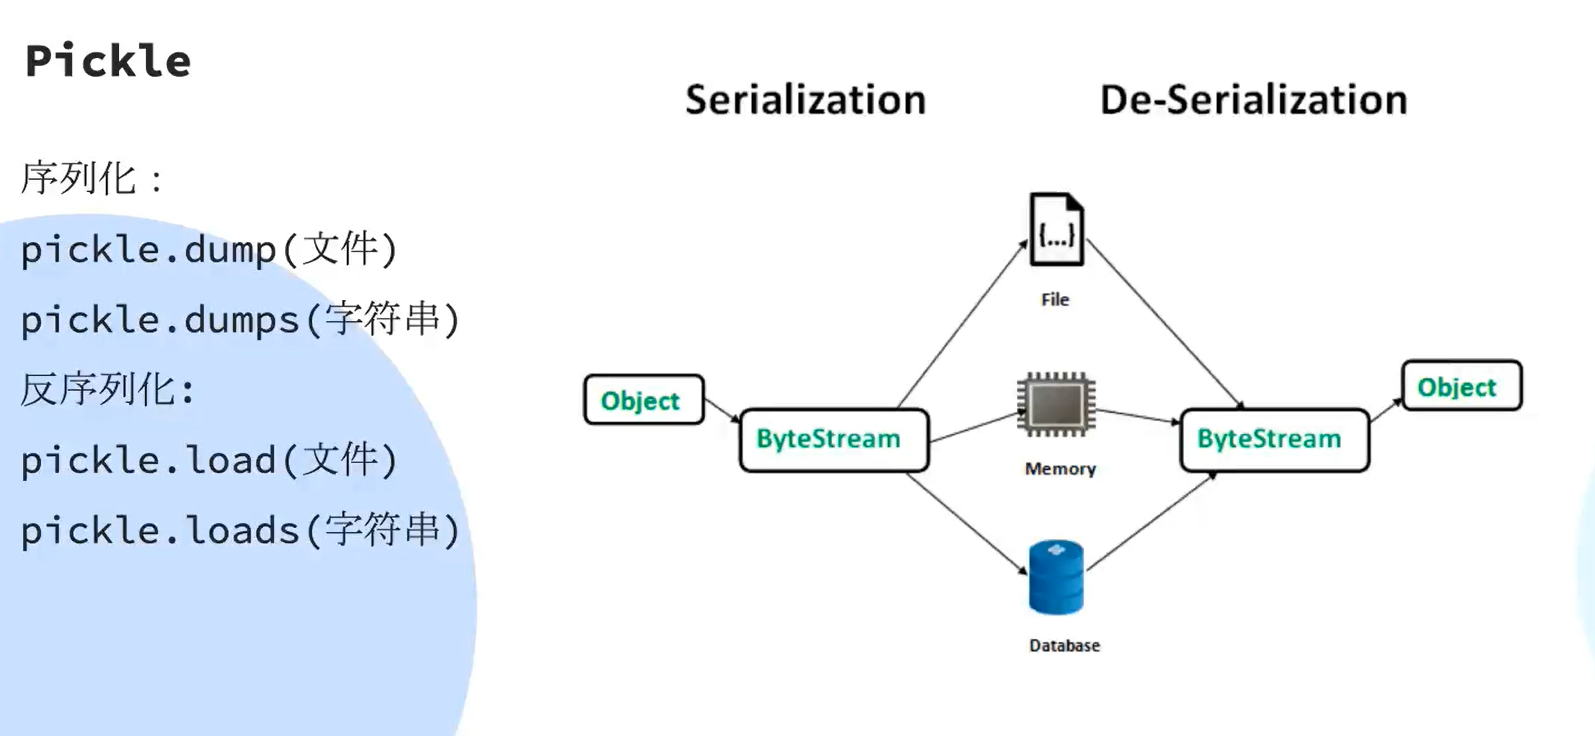 Pickle
序列化：
pickle.dump(文件)
pickle.dumps(字符串)
反序列化:
pickle.load(文件)
pickle.loads(字符串)
Serialization
De-Serialization
{...}
File
Object
ByteStream
Memory
ByteStream
Object
Database